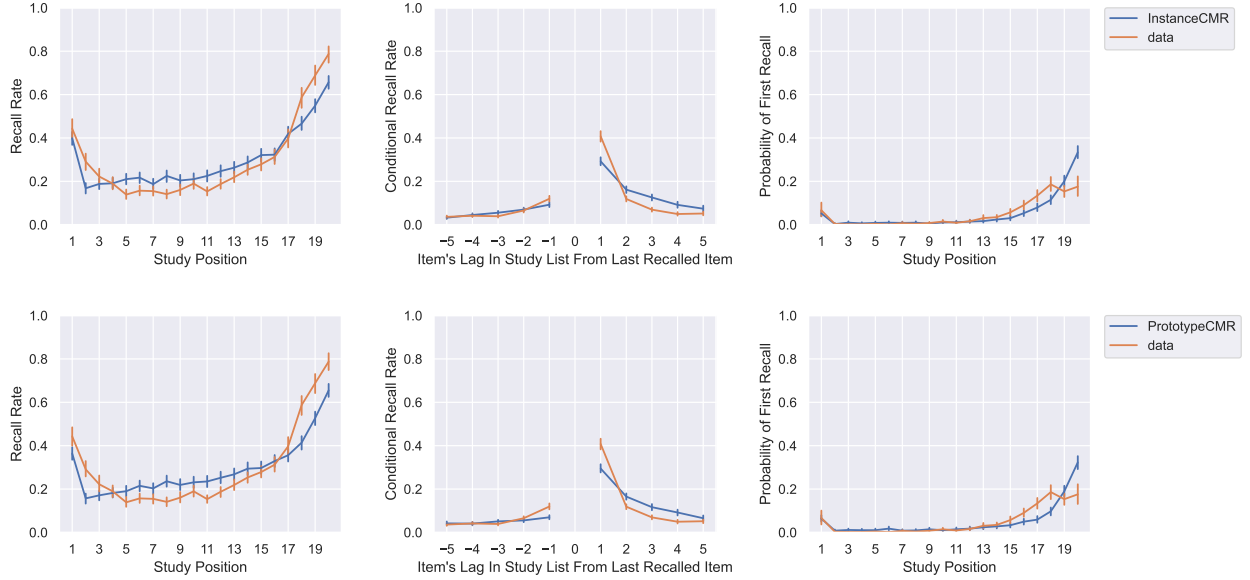 1.0
0.8
0.6
0.4
0.2
0.0
Recall Rate
1 3 5 7 9 11 13 15 17 19
Study Position
1.0
0.8
0.6
0.4
0.2
0.0
Conditional Recall Rate
−5 −4 −3 −2 −1 0 1 2 3 4 5
Item's Lag In Study List From Last Recalled Item
1.0
0.8
0.6
0.4
0.2
0.0
Probability of First Recall
1 3 5 7 9 11 13 15 17 19
Study Position
InstanceCMR
data
1.0
0.8
0.6
0.4
0.2
0.0
Recall Rate
1 3 5 7 9 11 13 15 17 19
Study Position
1.0
0.8
0.6
0.4
0.2
0.0
Conditional Recall Rate
−5 −4 −3 −2 −1 0 1 2 3 4 5
Item's Lag In Study List From Last Recalled Item
1.0
0.8
0.6
0.4
0.2
0.0
Probability of First Recall
1 3 5 7 9 11 13 15 17 19
Study Position
PrototypeCMR
data